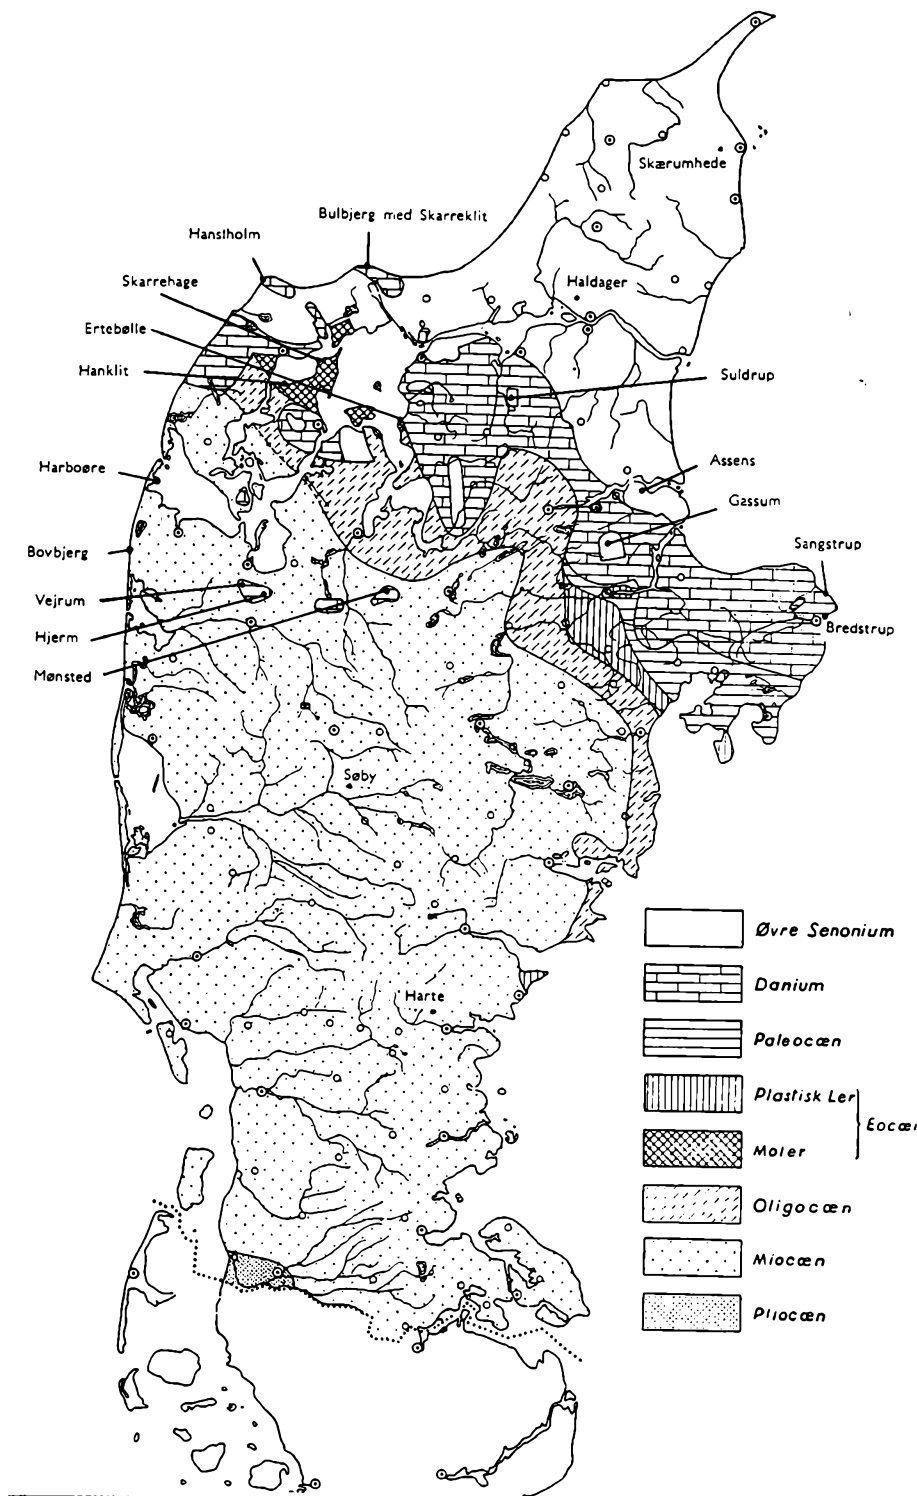 Skærumhede
Bulbjerg med Skarreklit
Hanstholm
Skarrehage
Haldager
Ertebølle
Hanklit
Suldrup
Harboøre
Assens
Gassum
Bovbjerg
Sangstrup
Vejrum
Hjerm
Bredstrup
Mønsted
Søby
Harte
Øvre Senonium
Danium
Paleocæn
Plastisk Ler
Eocæn
Moler
Oligocæn
Miocæn
Pliocæn